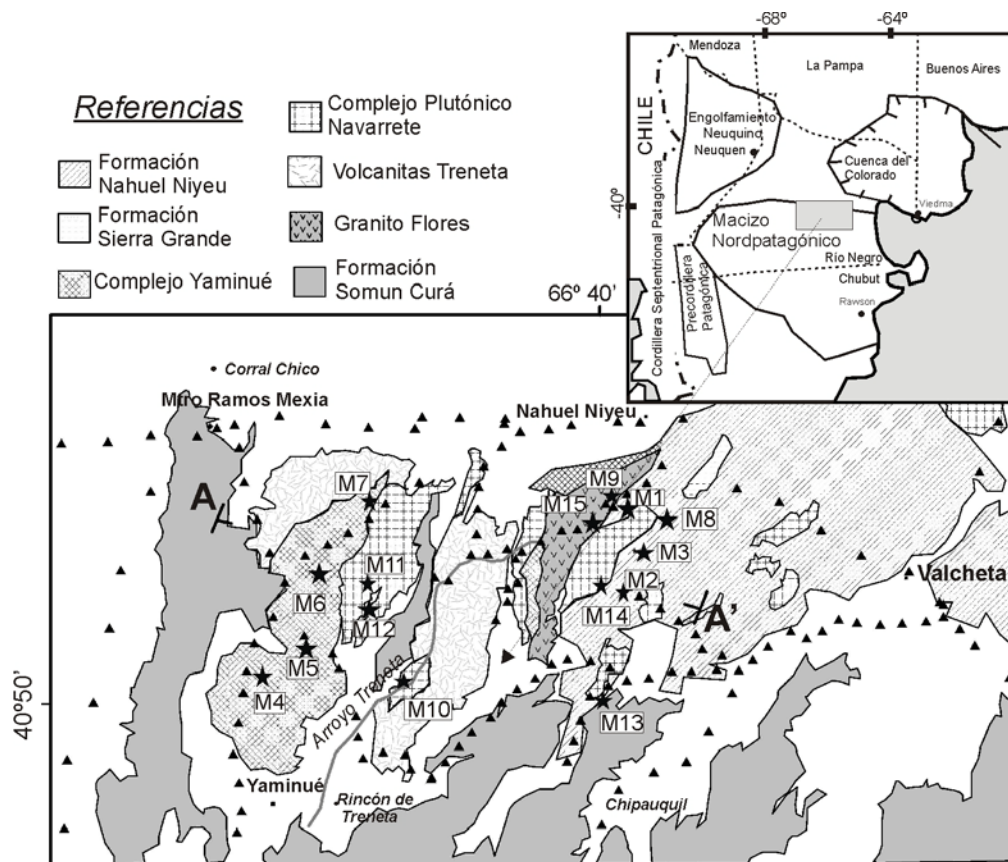 -68º
-64º
Mendoza
La Pampa
Buenos Aires
CHILE
Engolfamiento
Neuquino
Neuquen
Cuenca del
Colorado
-40º
Viedma
Macizo
Nordpatagónico
Río Negro
Chubut
Rawson
Cordillera Septentrional Patagónica
Precordillera
Patagónica
Referencias
Formación
Nahuel Niyeu
Formación
Sierra Grande
Complejo Yaminué
Complejo Plutónico
Navarrete
Volcanitas Treneta
Granito Flores
Formación
Somun Curá
66º 40'
40º50'
Corral Chico
Mtro Ramos Mexia
Nahuel Niyeu
A
M7
M9
M1
M15
M8
M3
M11
M2
M6
M14
Valcheta
M12
A'
M5
M4
Arroyo Treneta
M10
M13
Yaminué
Rincón de
Treneta
Chipauquil